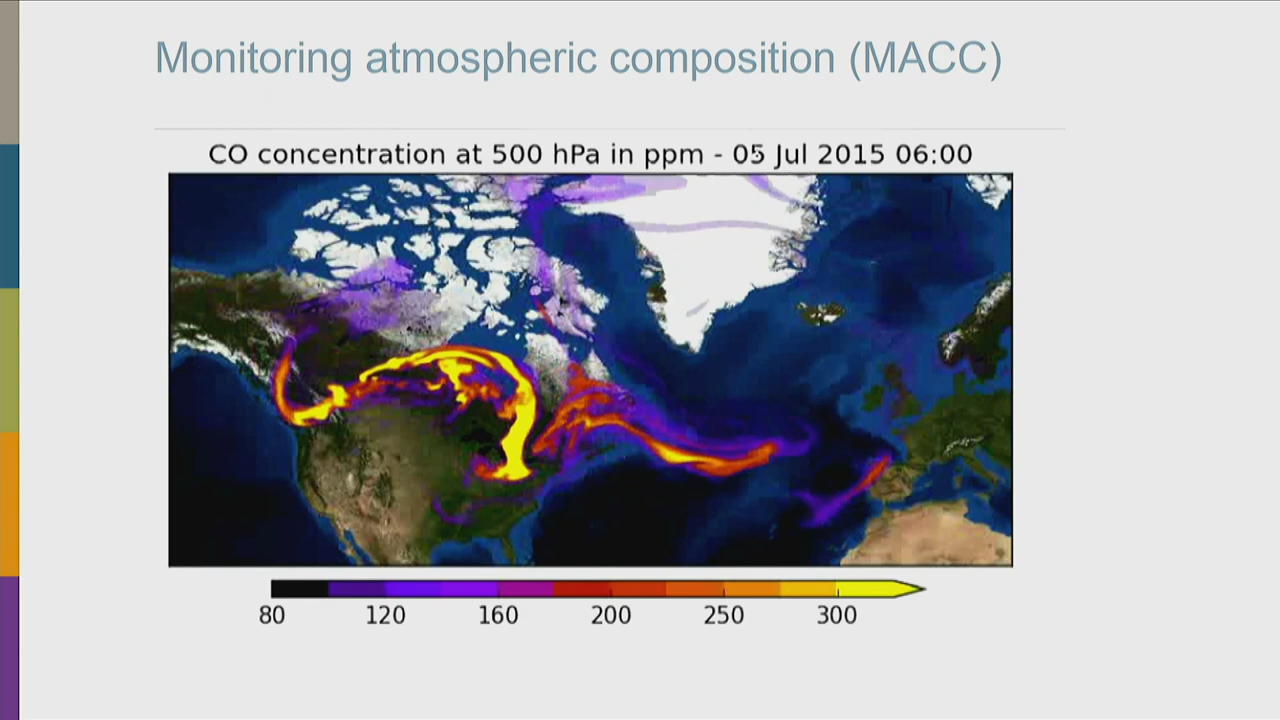 Monitoring atmospheric composition (MACC)
CO concentration at 500 hPa in ppm - 05 Jul 2015 06:00
80 120 160 200 250 300